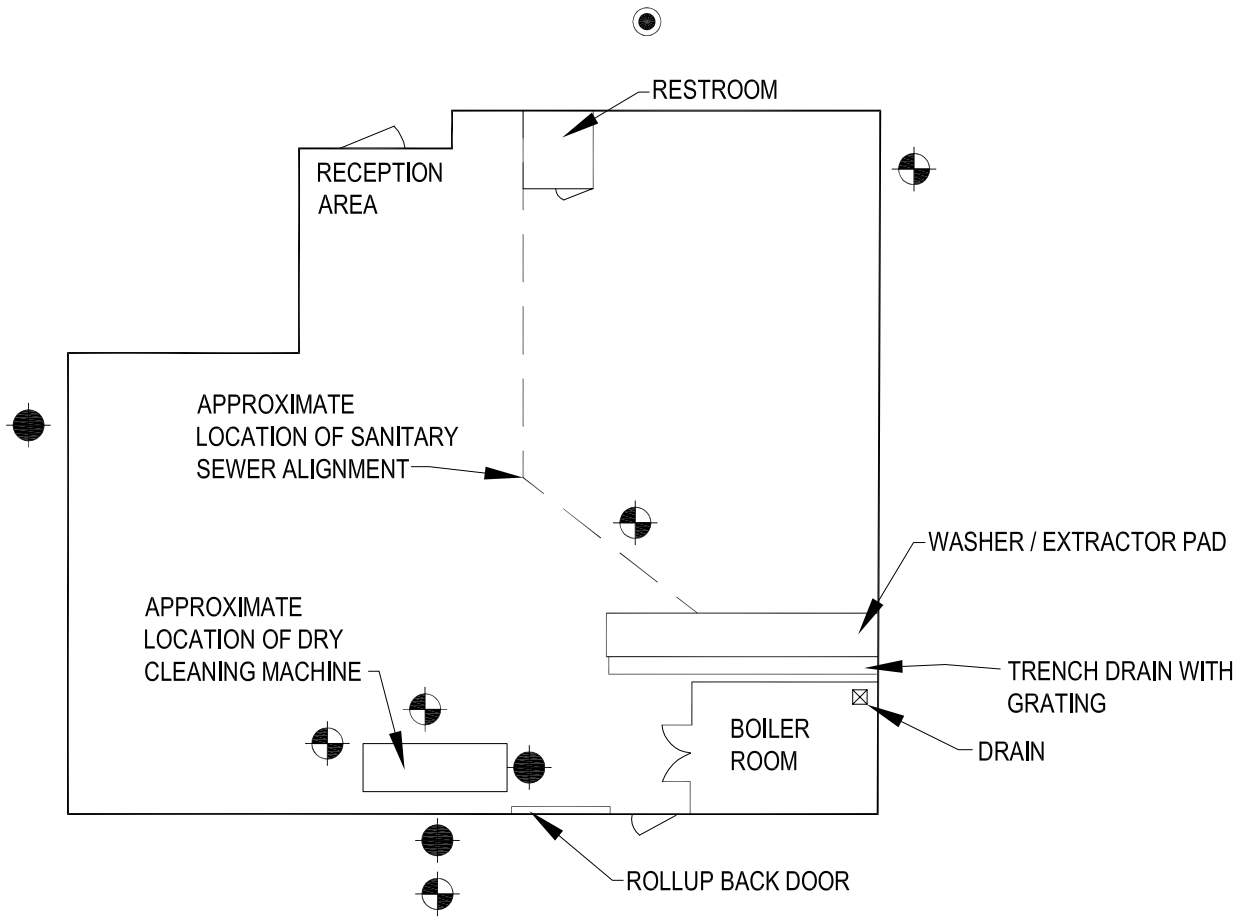 RESTROOM
RECEPTION
AREA
APPROXIMATE
LOCATION OF SANITARY
SEWER ALIGNMENT
WASHER / EXTRACTOR PAD
APPROXIMATE
LOCATION OF DRY
CLEANING MACHINE
TRENCH DRAIN WITH
GRATING
BOILER
ROOM
DRAIN
ROLLUP BACK DOOR